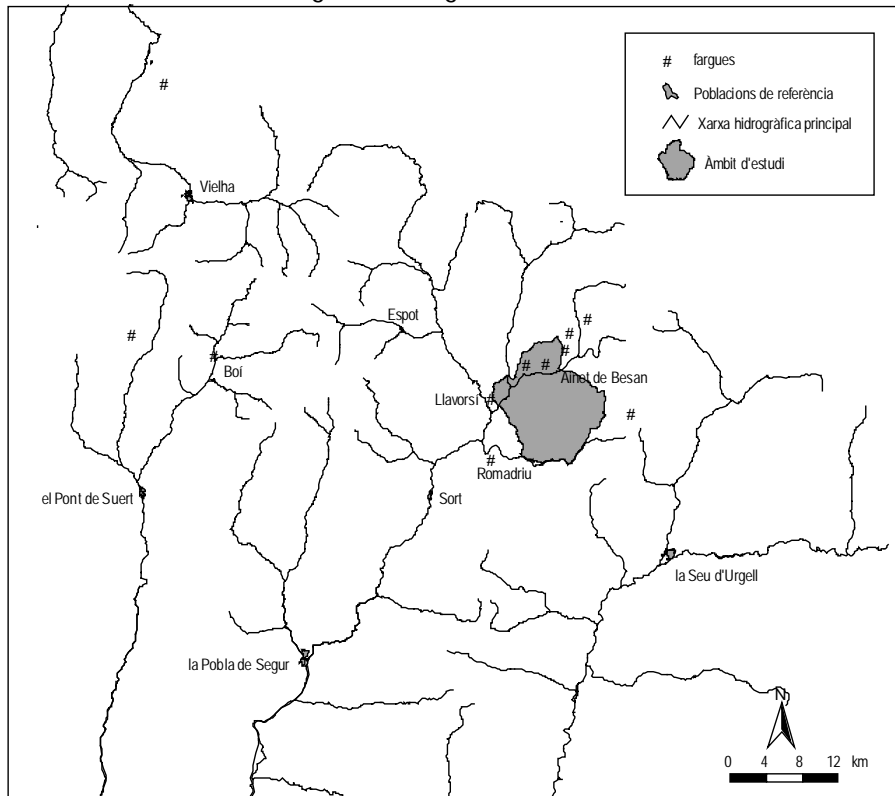 # fargues
Poblacions de referència
Xarxa hidrogràfica principal
Àmbit d'estudi
#
Vielha
#
Espot
#
Boí
#
#
#
# #
Ainet de Besan
Llavorsí #
#
#
Romadriu
el Pont de Suert
Sort
la Seu d'Urgell
la Pobla de Segur
N
0 4 8 12 km